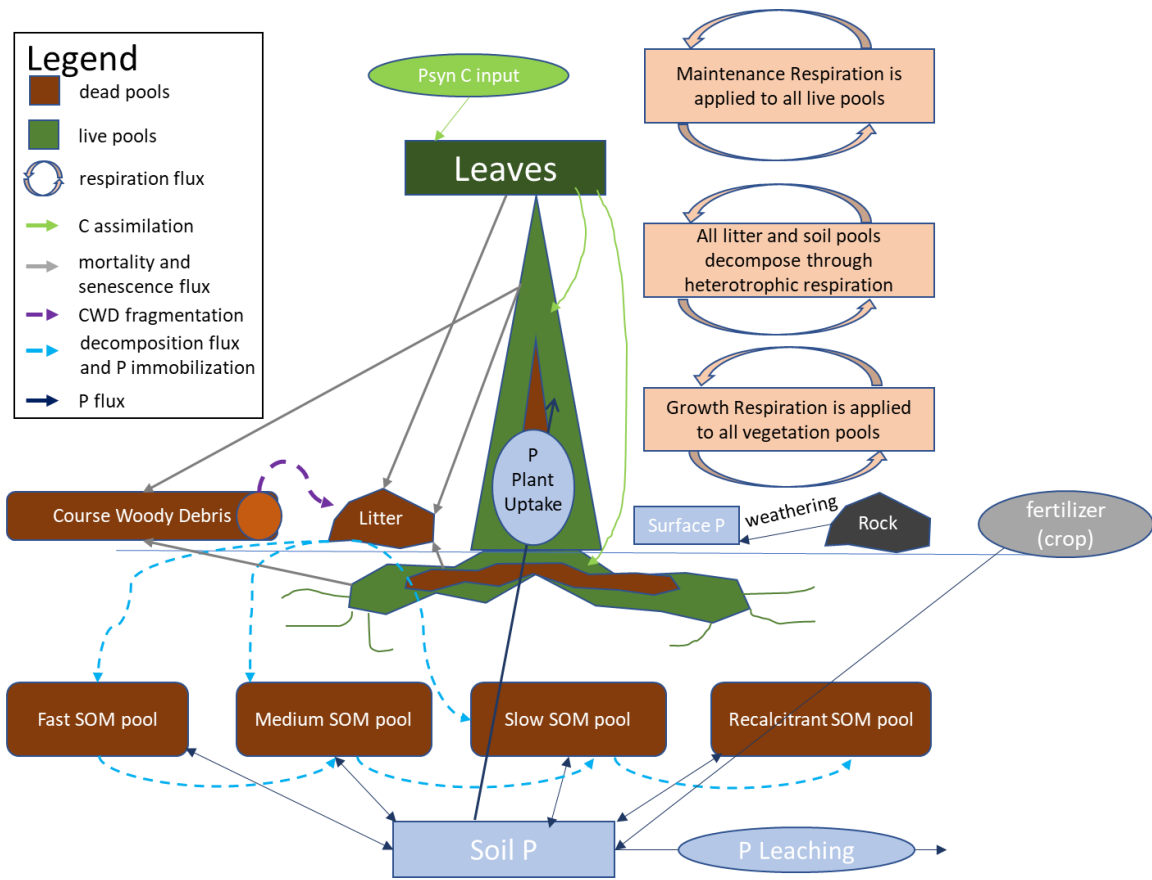 Legend
dead pools
live pools
respiration flux
C assimilation
mortality and
senescence flux
CWD fragmentation
decomposition flux
and P immobilization
P flux
Psyn C input
Leaves
Maintenance Respiration is
applied to all live pools
All litter and soil pools
decompose through
heterotrophic respiration
Growth Respiration is applied
to all vegetation pools
P
Plant
Uptake
Course Woody Debris
Litter
Surface P
weathering
Rock
fertilizer
(crop)
Fast SOM pool
Medium SOM pool
Slow SOM pool
Recalcitrant SOM pool
Soil P
P Leaching